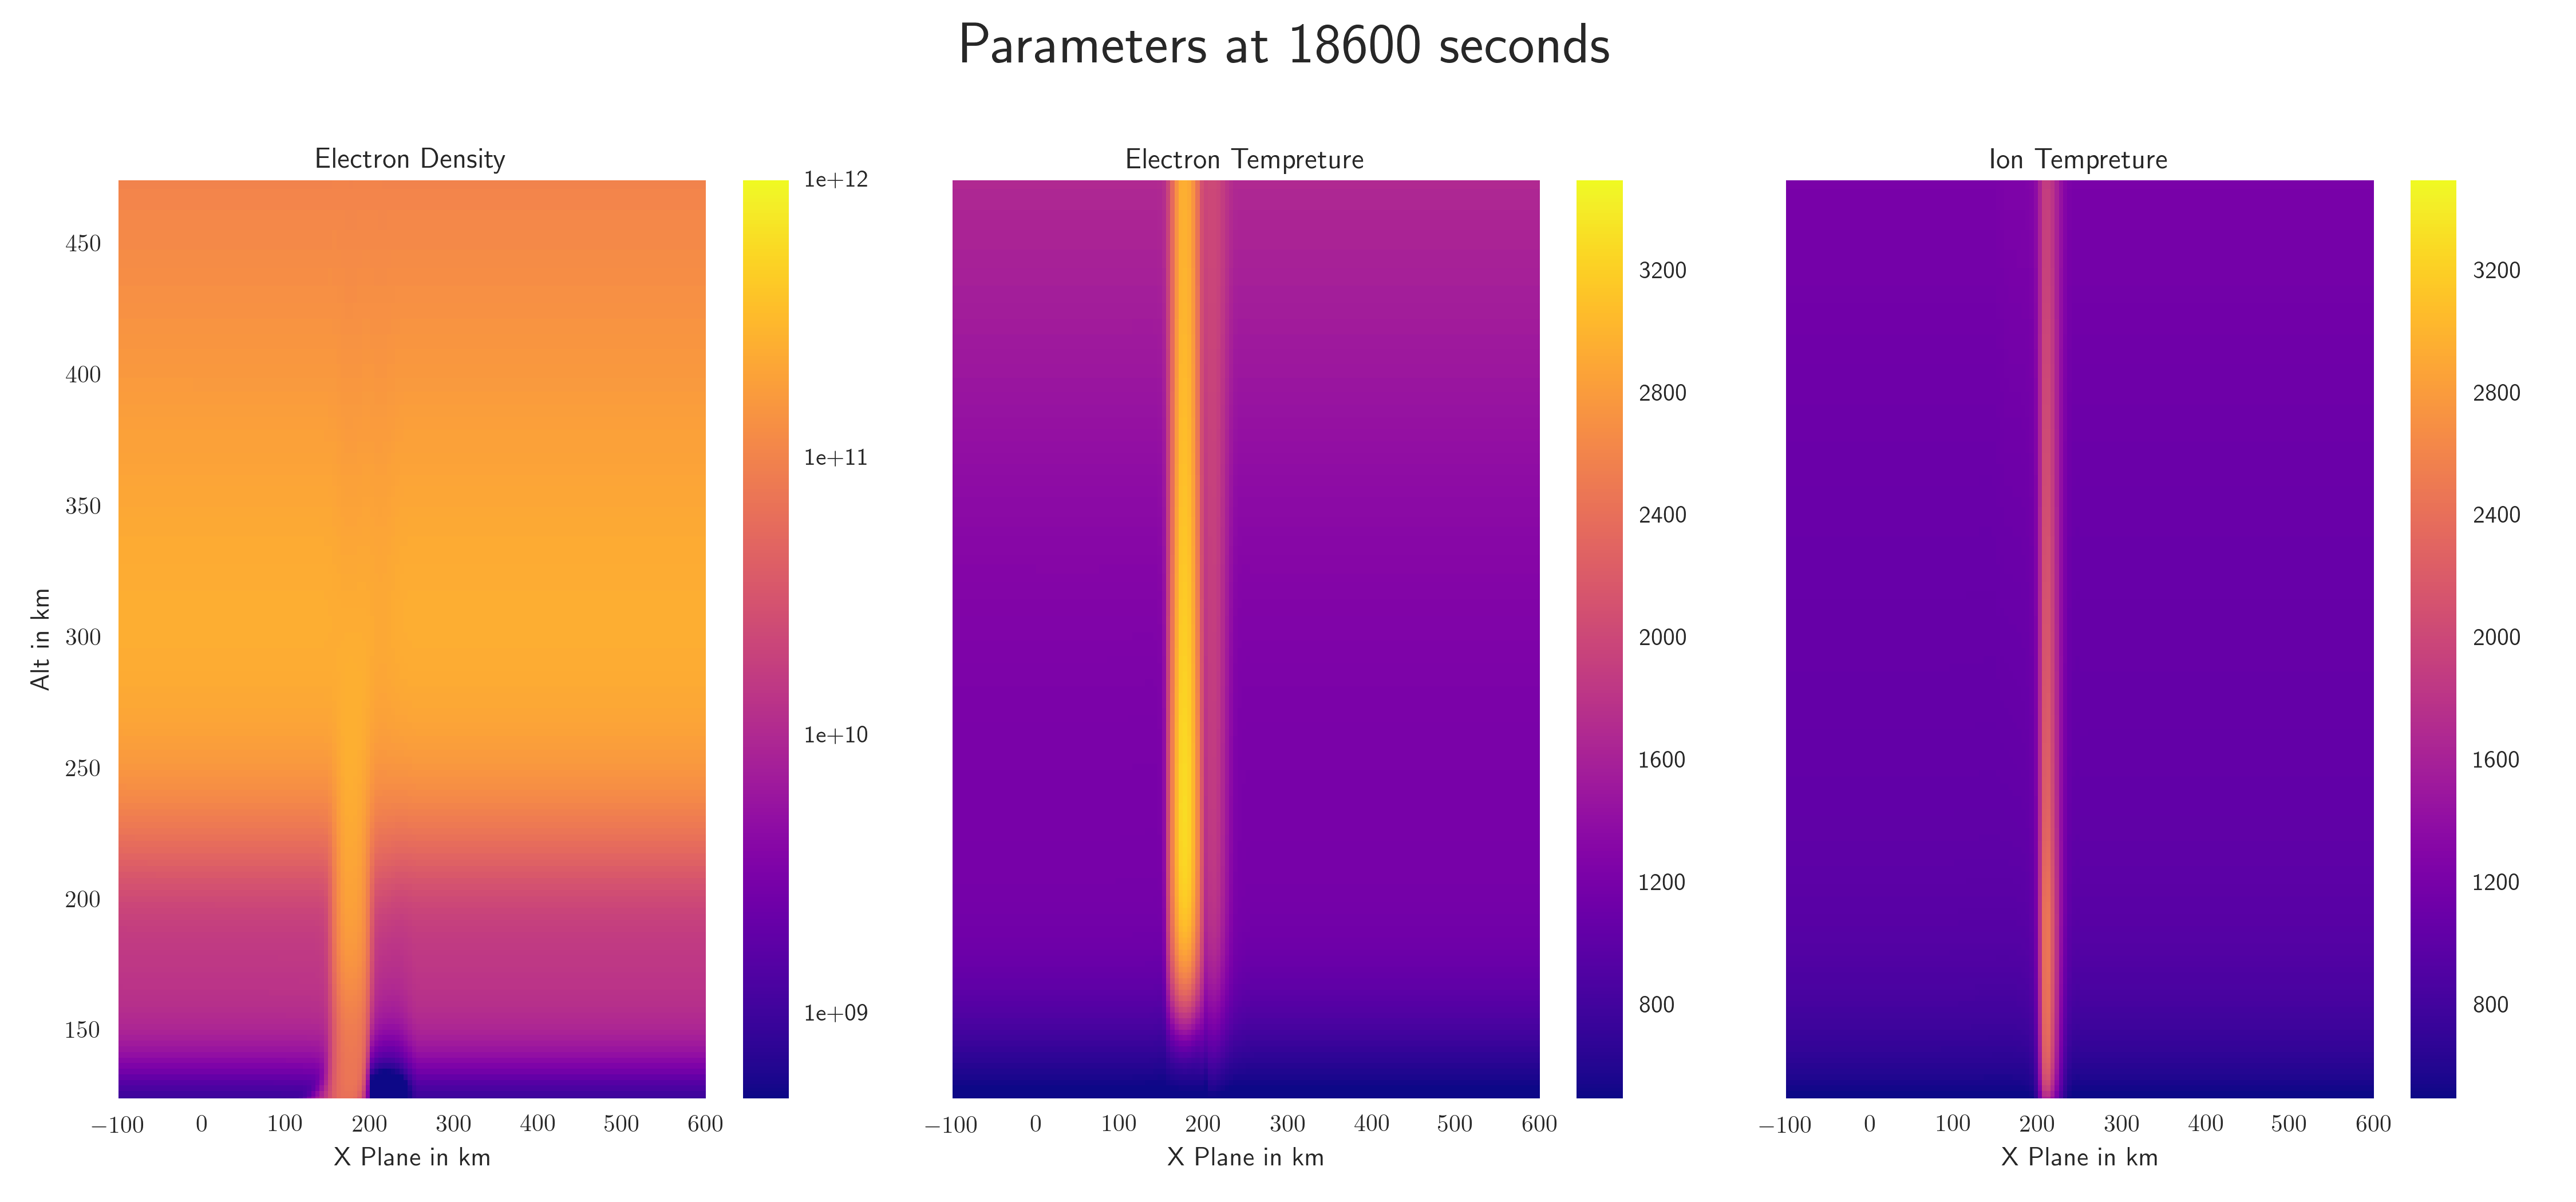 Parameters at 18600 seconds
Electron Density
Electron Tempreture
Ion Tempreture
Alt in km
450
400
350
300
250
200
150
−100 0 100 200 300 400 500 600
X Plane in km
1e+12
1e+11
1e+10
1e+09
−100 0 100 200 300 400 500 600
X Plane in km
3200
2800
2400
2000
1600
1200
800
−100 0 100 200 300 400 500 600
X Plane in km
3200
2800
2400
2000
1600
1200
800